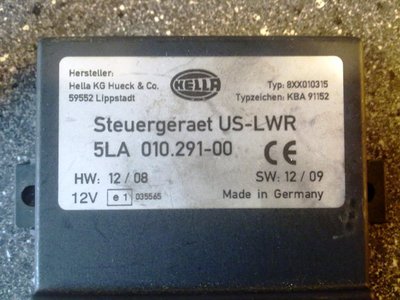 Hersteller:
Hella KG Hueck & Co.
59552 Lippstadt
HELLA
Typ: 8XX010315
Typzeichen: KBA 91152
Steuergeraet US-LWR
5LA 010.291-00 CE
HW: 12/08 SW: 12/09
12V e1 035565 Made in Germany